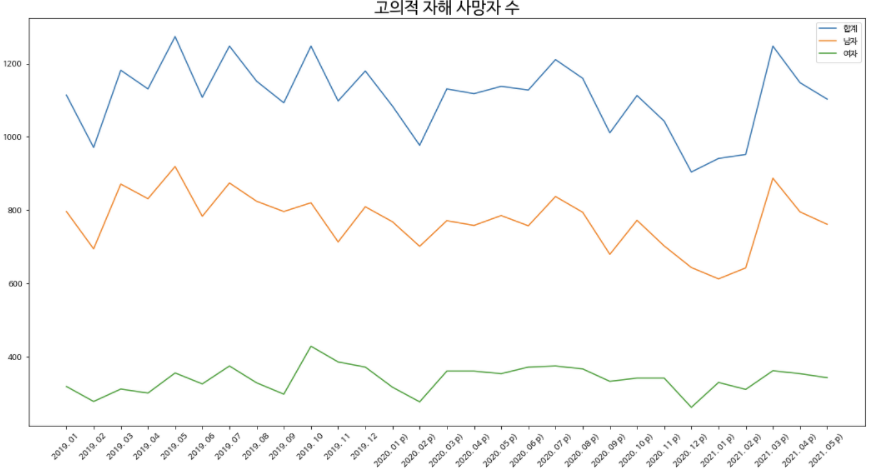 고의적 자해 사망자 수
합계
남자
여자
1200
1000
800
600
400
2019. 01
2019. 02
2019. 03
2019. 04
2019. 05
2019. 06
2019. 07
2019. 08
2019. 09
2019. 10
2019. 11
2019. 12
2020. 01 p)
2020. 02 p)
2020. 03 p)
2020. 04 p)
2020. 05 p)
2020. 06 p)
2020. 07 p)
2020. 08 p)
2020. 09 p)
2020. 10 p)
2020. 11 p)
2020. 12 p)
2021. 01 p)
2021. 02 p)
2021. 03 p)
2021. 04 p)
2021. 05 p)